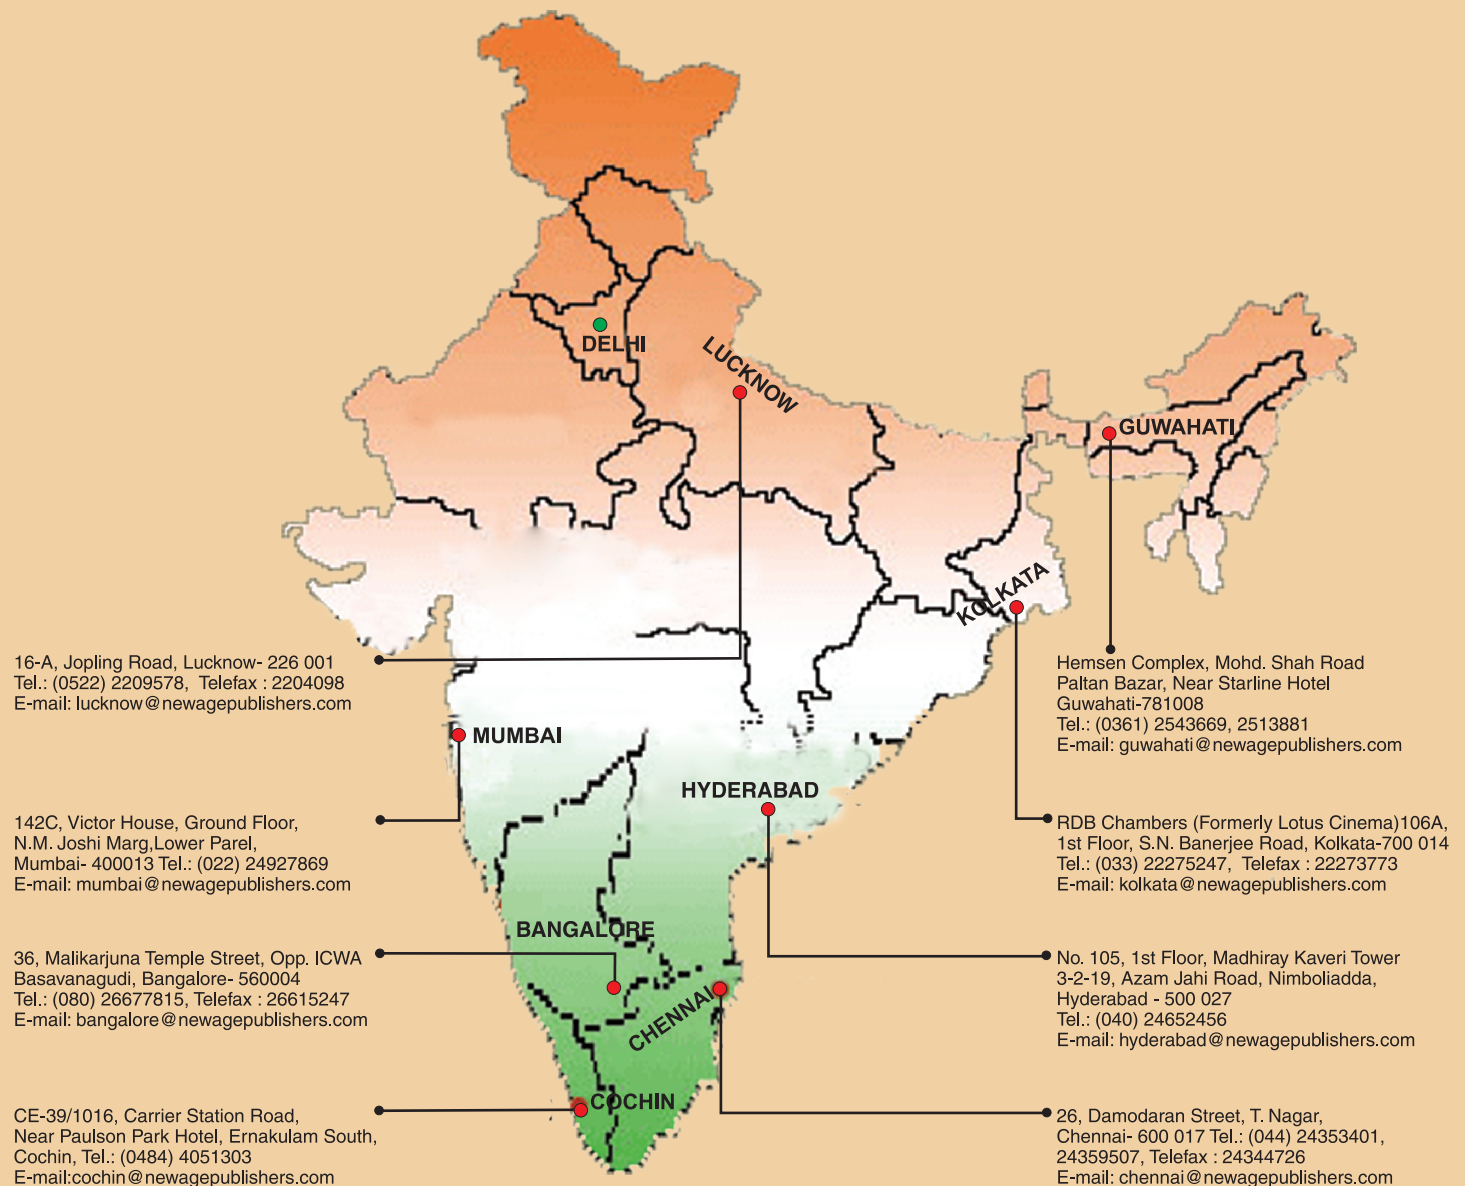 DELHI
LUCKNOW
GUWAHATI
KOLKATA
MUMBAI
HYDERABAD
BANGALORE
CHENNAI
COCHIN
16-A, Jopling Road, Lucknow- 226 001
Tel.: (0522) 2209578, Telefax : 2204098
E-mail: lucknow@newagepublishers.com
142C, Victor House, Ground Floor,
N.M. Joshi Marg,Lower Parel,
Mumbai- 400013 Tel.: (022) 24927869
E-mail: mumbai@newagepublishers.com
36, Malikarjuna Temple Street, Opp. ICWA
Basavanagudi, Bangalore- 560004
Tel.: (080) 26677815, Telefax : 26615247
E-mail: bangalore@newagepublishers.com
CE-39/1016, Carrier Station Road,
Near Paulson Park Hotel, Ernakulam South,
Cochin, Tel.: (0484) 4051303
E-mail:cochin@newagepublishers.com
Hemsen Complex, Mohd. Shah Road
Paltan Bazar, Near Starline Hotel
Guwahati-781008
Tel.: (0361) 2543669, 2513881
E-mail: guwahati@newagepublishers.com
RDB Chambers (Formerly Lotus Cinema)106A,
1st Floor, S.N. Banerjee Road, Kolkata-700 014
Tel.: (033) 22275247, Telefax : 22273773
E-mail: kolkata@newagepublishers.com
No. 105, 1st Floor, Madhiray Kaveri Tower
3-2-19, Azam Jahi Road, Nimboliadda,
Hyderabad - 500 027
Tel.: (040) 24652456
E-mail: hyderabad@newagepublishers.com
26, Damodaran Street, T. Nagar,
Chennai- 600 017 Tel.: (044) 24353401,
24359507, Telefax : 24344726
E-mail: chennai@newagepublishers.com